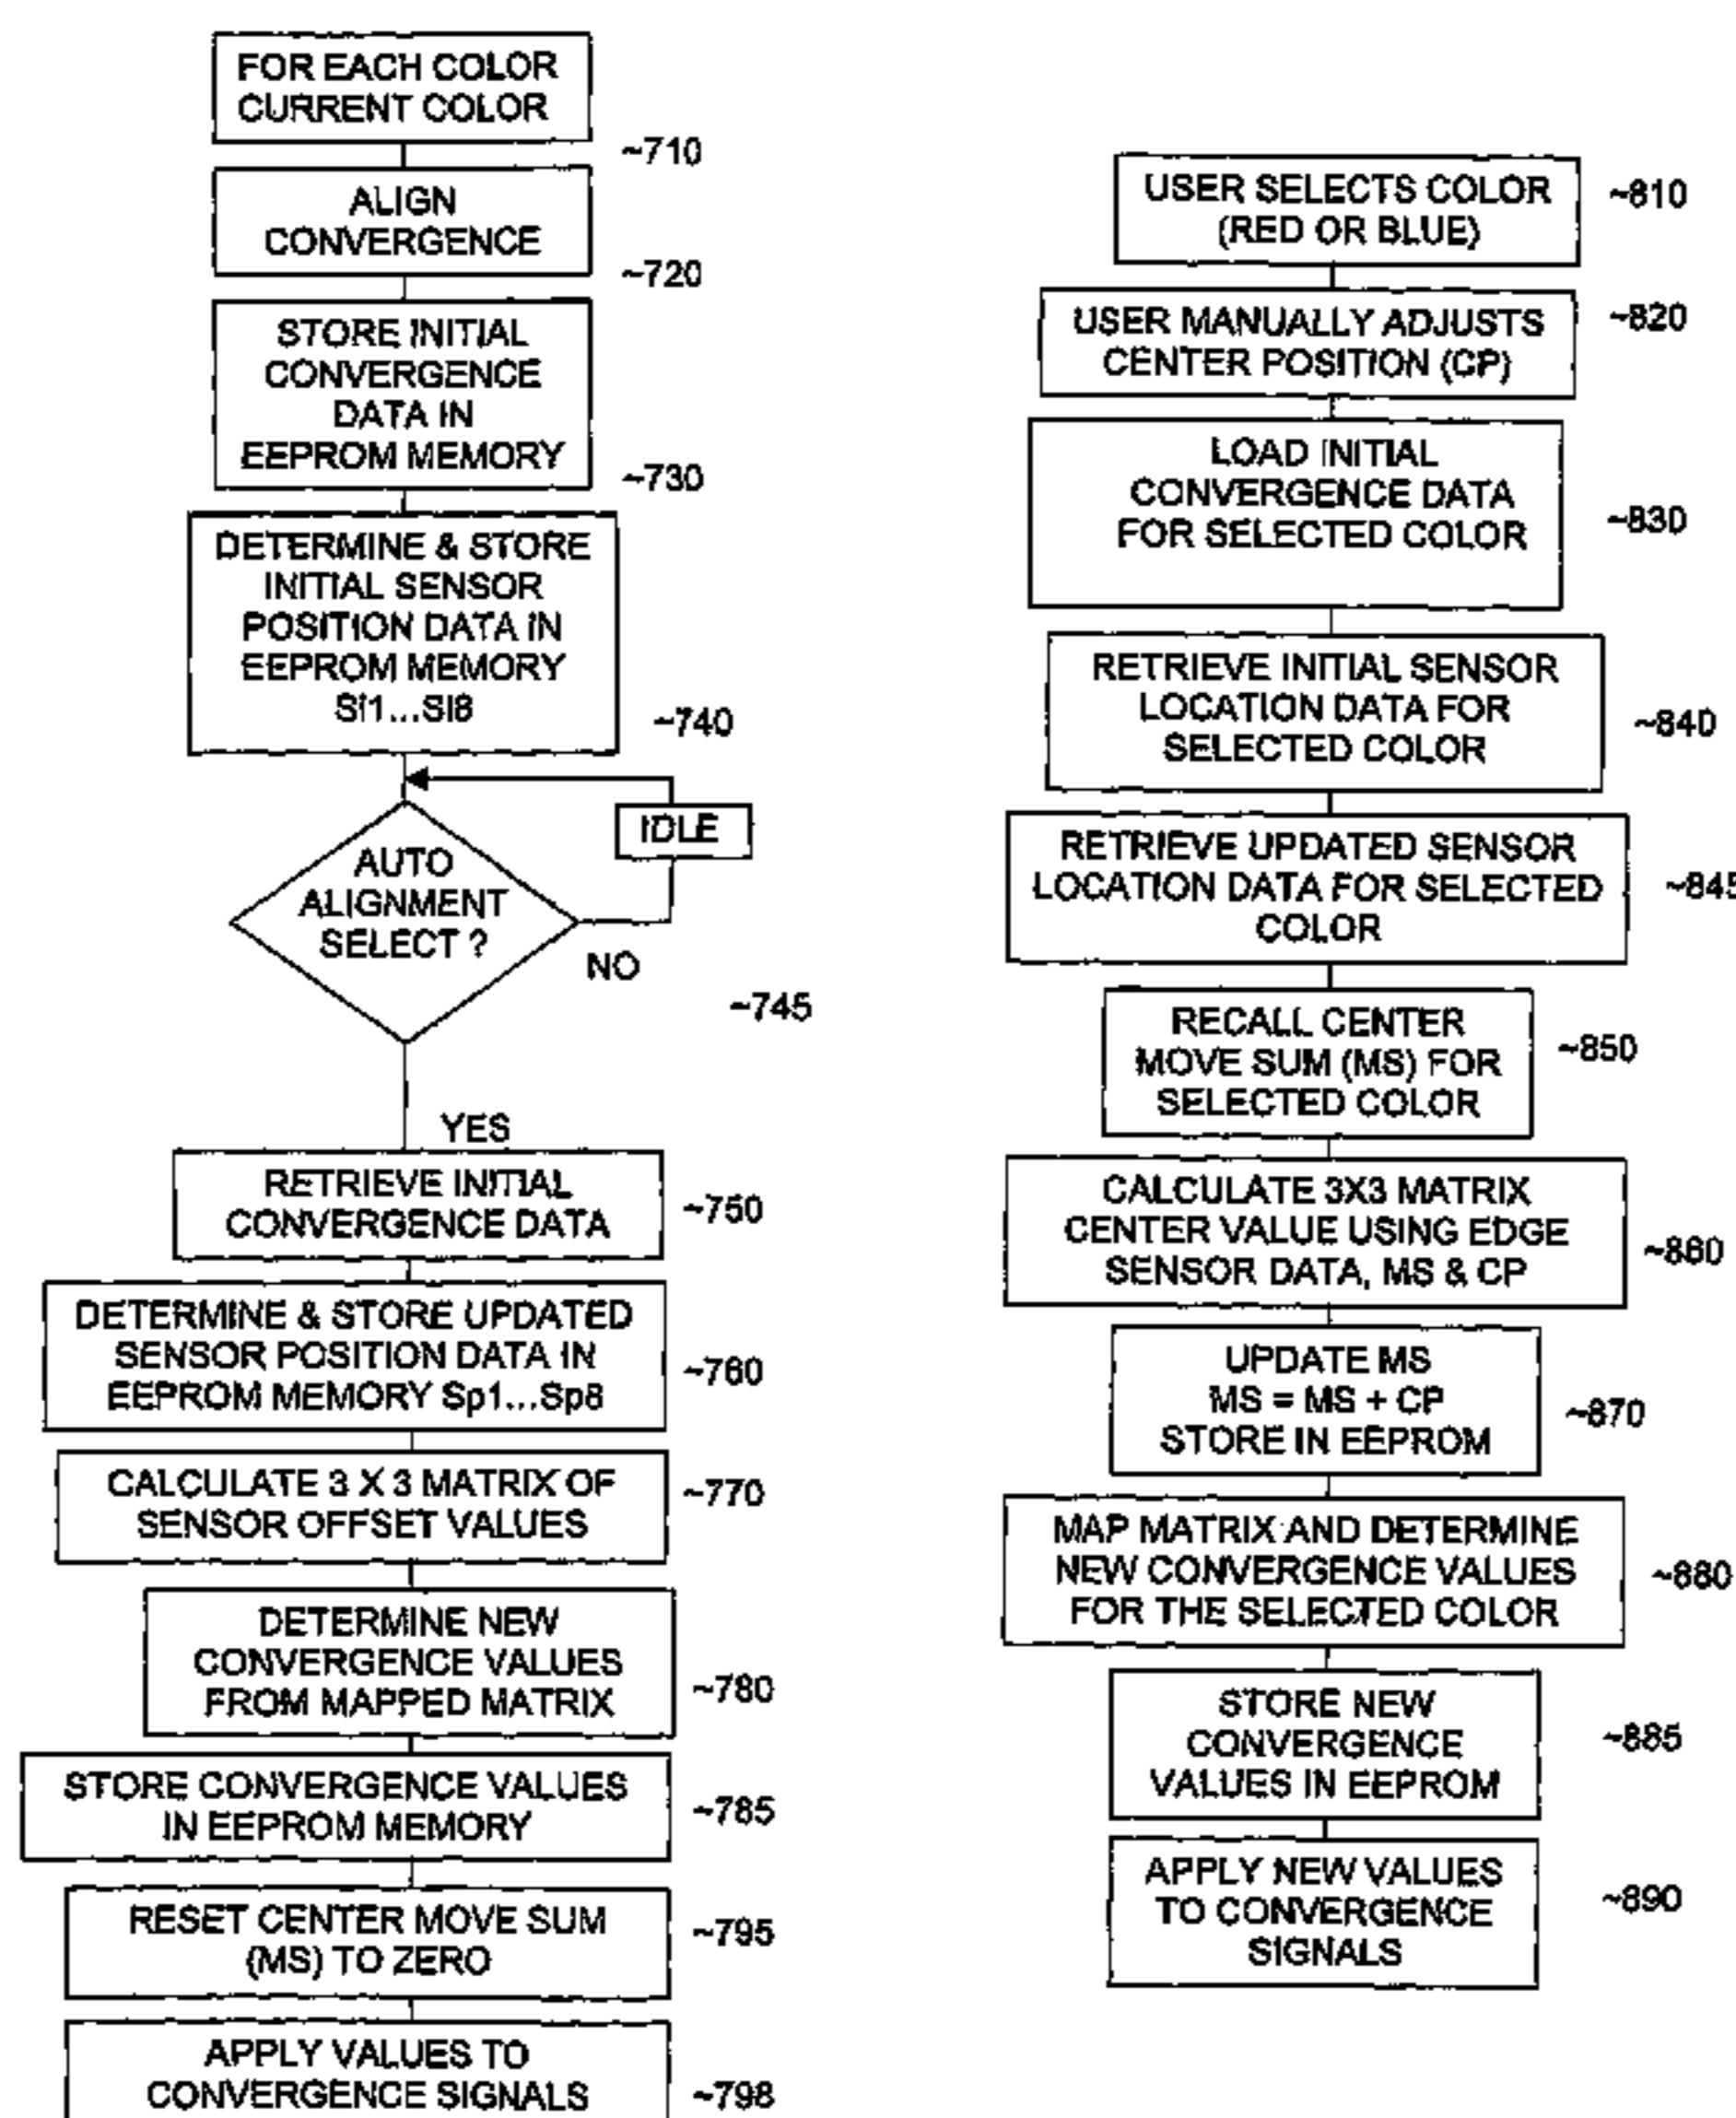 FOR EACH COLOR
CURRENT COLOR
~710
ALIGN
CONVERGENCE
~720
STORE INITIAL
CONVERGENCE
DATA IN
EEPROM MEMORY
~730
DETERMINE & STORE
INITIAL SENSOR
POSITION DATA IN
EEPROM MEMORY
Si1...Si8
~740
IDLE
AUTO
ALIGNMENT
SELECT ?
NO
~745
YES
RETRIEVE INITIAL
CONVERGENCE DATA
~750
DETERMINE & STORE UPDATED
SENSOR POSITION DATA IN
EEPROM MEMORY Sp1...Sp8
~760
CALCULATE 3 X 3 MATRIX OF
SENSOR OFFSET VALUES
~770
DETERMINE NEW
CONVERGENCE VALUES
FROM MAPPED MATRIX
~780
STORE CONVERGENCE VALUES
IN EEPROM MEMORY
~785
RESET CENTER MOVE SUM
(MS) TO ZERO
~795
APPLY VALUES TO
CONVERGENCE SIGNALS
~798
USER SELECTS COLOR
(RED OR BLUE)
~810
USER MANUALLY ADJUSTS
CENTER POSITION (CP)
~820
LOAD INITIAL
CONVERGENCE DATA
FOR SELECTED COLOR
~830
RETRIEVE INITIAL SENSOR
LOCATION DATA FOR
SELECTED COLOR
~840
RETRIEVE UPDATED SENSOR
LOCATION DATA FOR SELECTED
COLOR
~845
RECALL CENTER
MOVE SUM (MS) FOR
SELECTED COLOR
~850
CALCULATE 3X3 MATRIX
CENTER VALUE USING EDGE
SENSOR DATA, MS & CP
~860
UPDATE MS
MS = MS + CP
STORE IN EEPROM
~870
MAP MATRIX AND DETERMINE
NEW CONVERGENCE VALUES
FOR THE SELECTED COLOR
~880
STORE NEW
CONVERGENCE
VALUES IN EEPROM
~885
APPLY NEW VALUES
TO CONVERGENCE
SIGNALS
~890